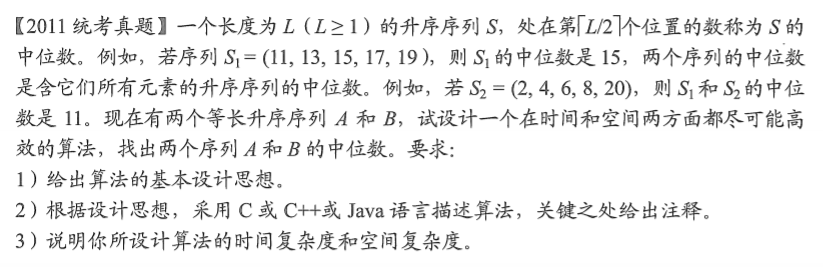 【2011 统考真题】一个长度为 L（L≥1）的升序序列 S，处在第⌈L/2⌉个位置的数称为 S 的
中位数。例如，若序列 S₁= (11, 13, 15, 17, 19 )，则 S₁ 的中位数是 15，两个序列的中位数
是含它们所有元素的升序序列的中位数。例如，若 S₂ = (2, 4, 6, 8, 20)，则 S₁和 S₂的中位
数是 11。现在有两个等长升序序列 A 和 B，试设计一个在时间和空间两方面都尽可能高
效的算法，找出两个序列 A 和 B 的中位数。要求：
1）给出算法的基本设计思想。
2）根据设计思想，采用 C 或 C++或 Java 语言描述算法，关键之处给出注释。
3）说明你所设计算法的时间复杂度和空间复杂度。